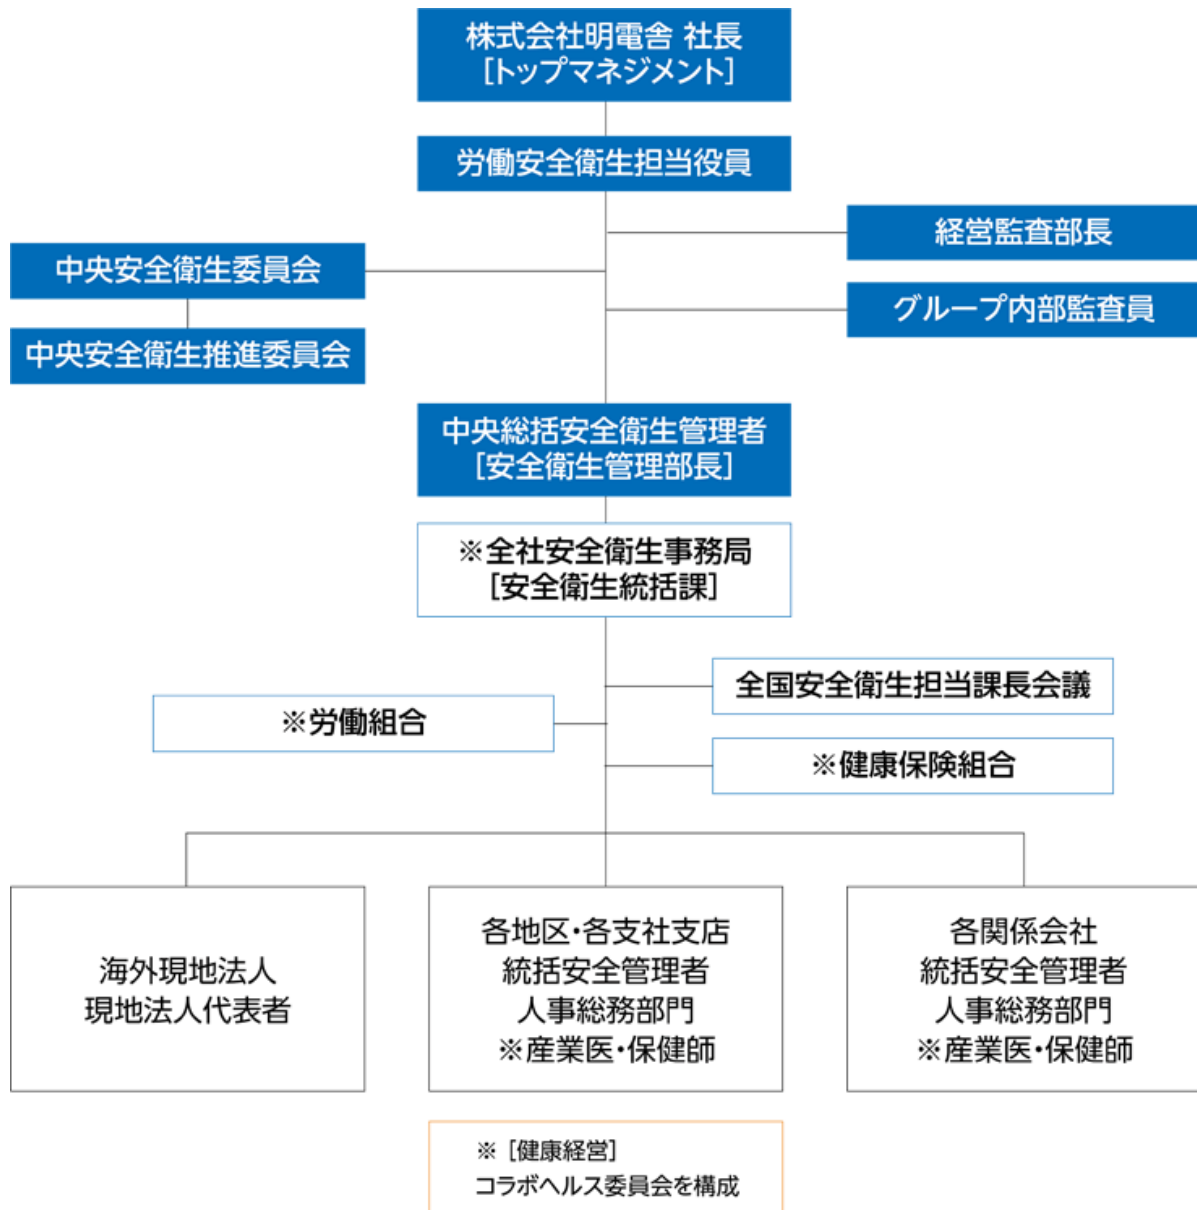 株式会社明電舎 社長
[トップマネジメント]
労働安全衛生担当役員
経営監査部長
中央安全衛生委員会
グループ内部監査員
中央安全衛生推進委員会
中央総括安全衛生管理者
[安全衛生管理部長]
※全社安全衛生事務局
[安全衛生統括課]
全国安全衛生担当課長会議
※労働組合
※健康保険組合
海外現地法人
現地法人代表者
各地区・各支社支店
統括安全管理者
人事総務部門
※産業医・保健師
各関係会社
統括安全管理者
人事総務部門
※産業医・保健師
※ [健康経営]
コラボヘルス委員会を構成